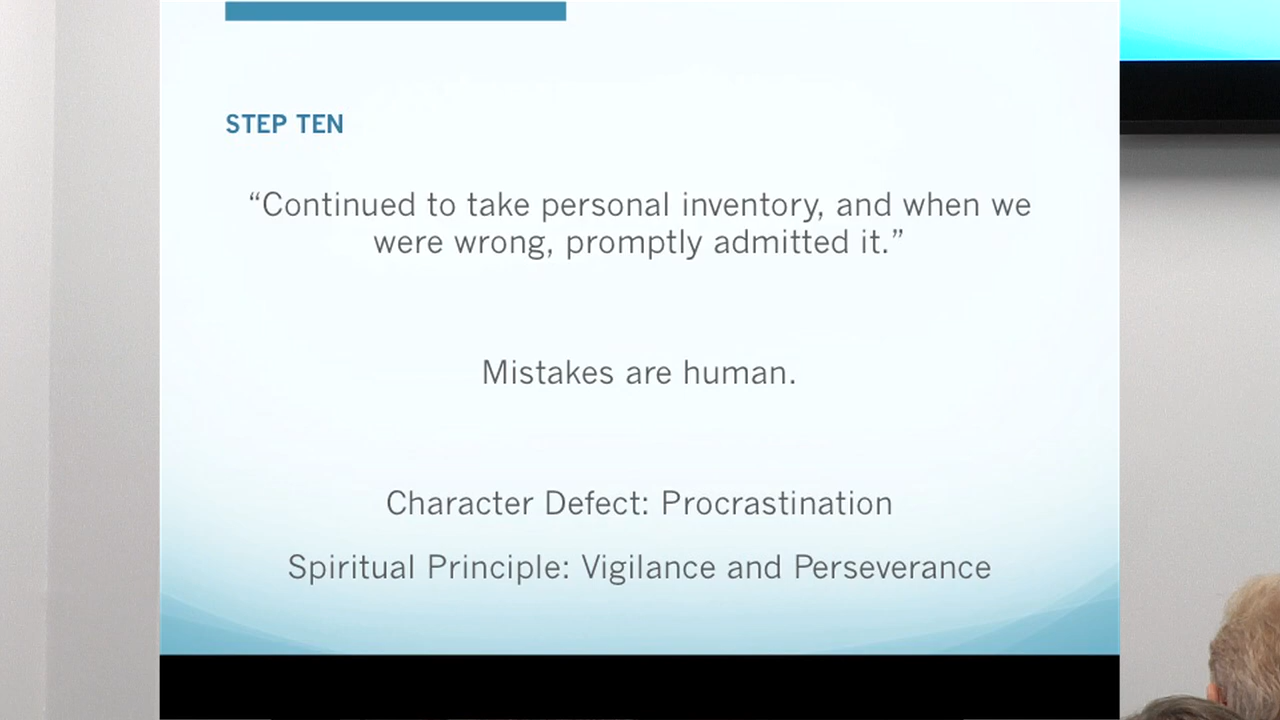 STEP TEN
“Continued to take personal inventory, and when we
were wrong, promptly admitted it.”
Mistakes are human.
Character Defect: Procrastination
Spiritual Principle: Vigilance and Perseverance